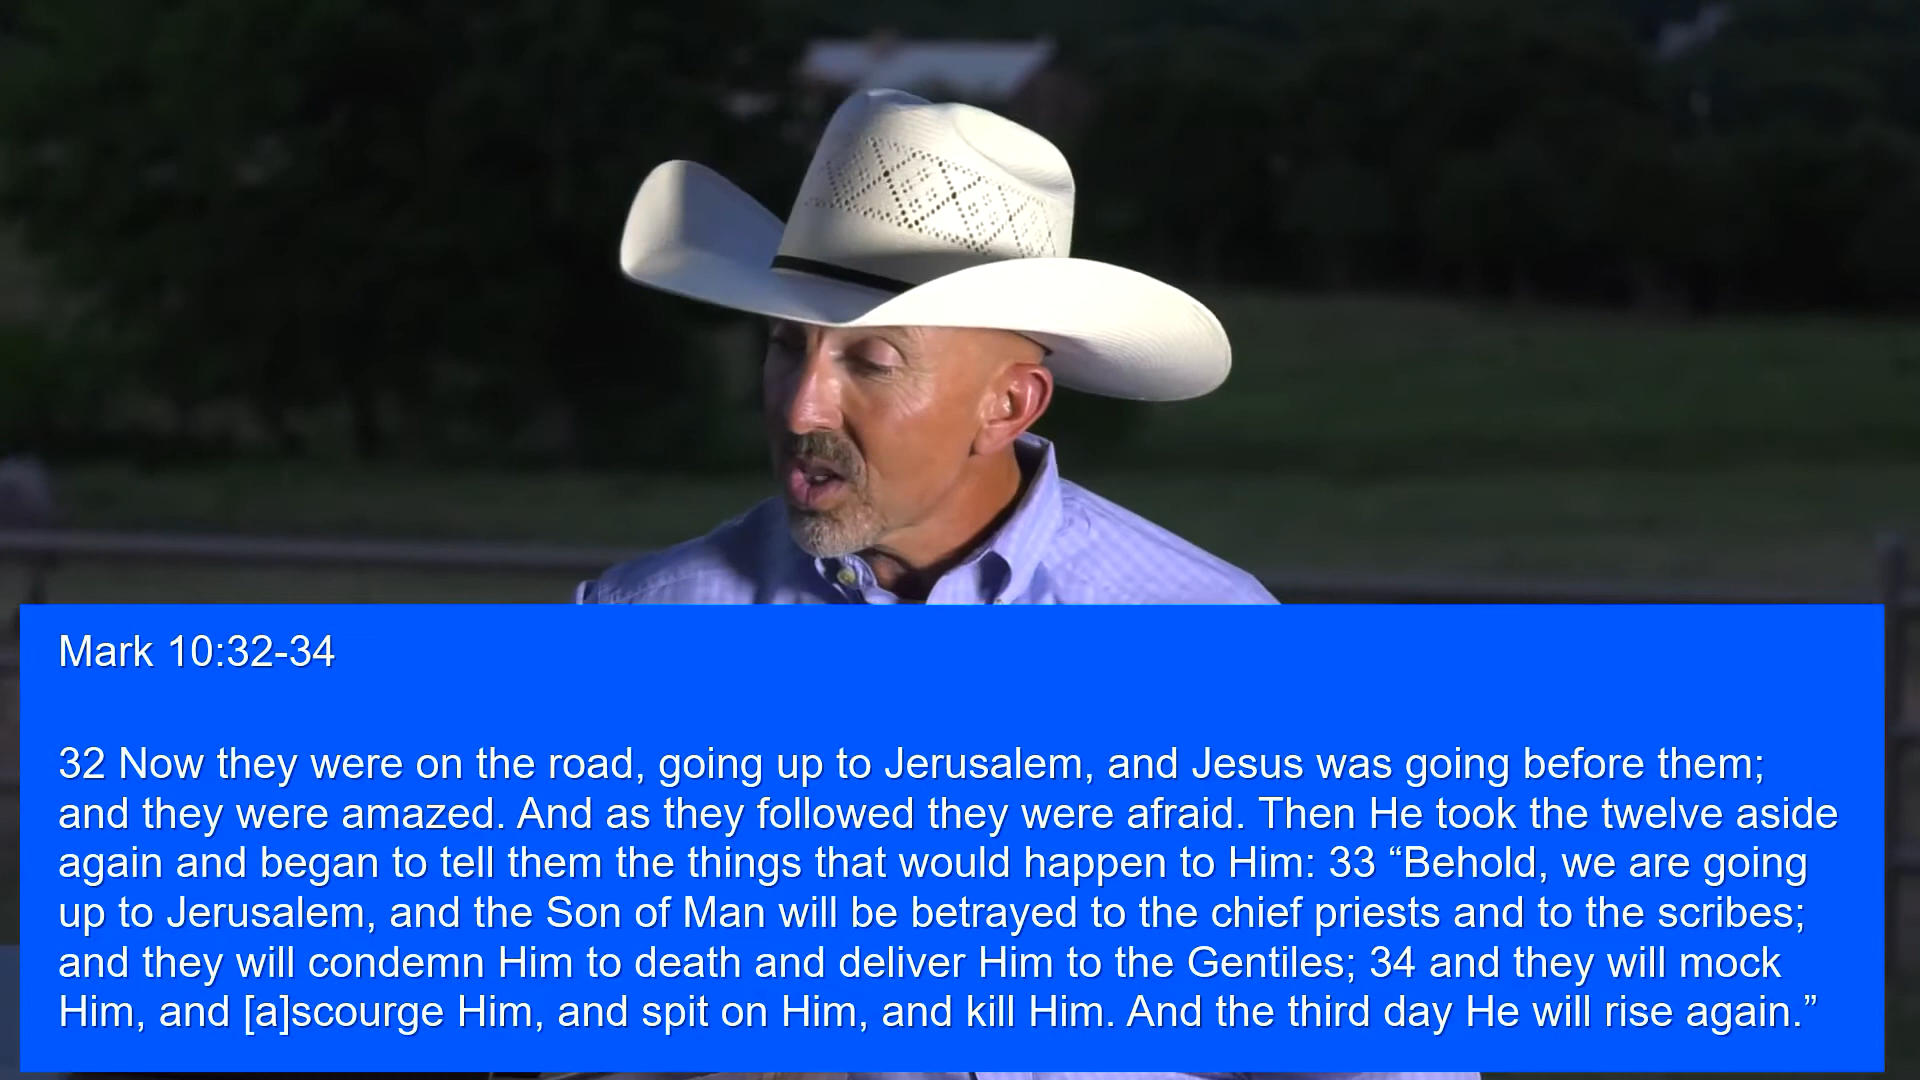 Mark 10:32-34
32 Now they were on the road, going up to Jerusalem, and Jesus was going before them;
and they were amazed. And as they followed they were afraid. Then He took the twelve aside
again and began to tell them the things that would happen to Him: 33 “Behold, we are going
up to Jerusalem, and the Son of Man will be betrayed to the chief priests and to the scribes;
and they will condemn Him to death and deliver Him to the Gentiles; 34 and they will mock
Him, and [a]scourge Him, and spit on Him, and kill Him. And the third day He will rise again.”